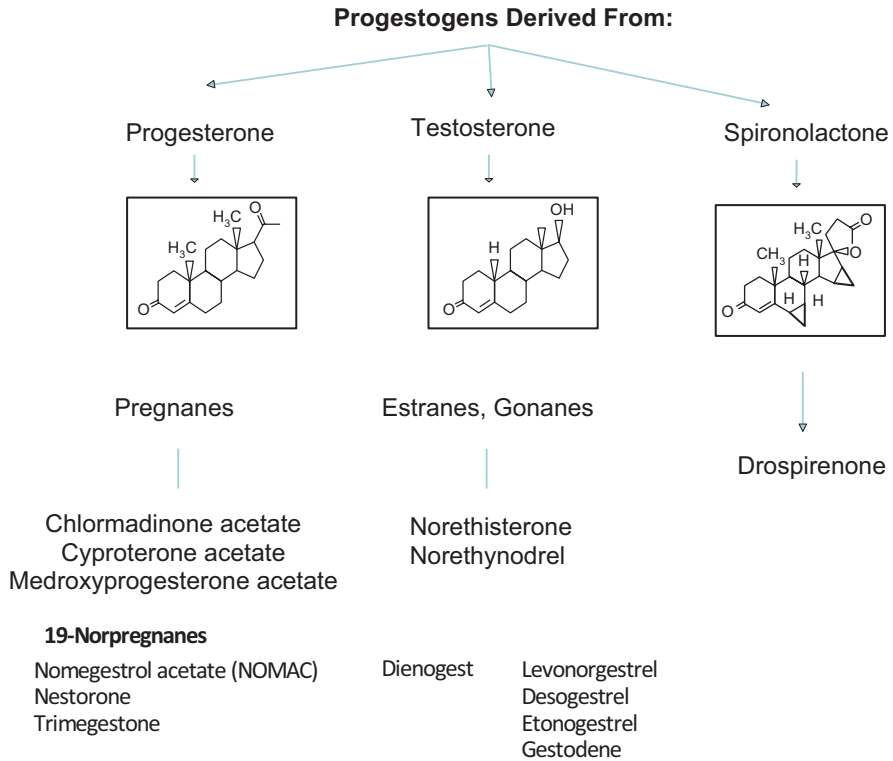 Progestogens Derived From:
Progesterone
Testosterone
Spironolactone
O
H₃C
H₃C
O
OH
H
O
O
H₃C
O
CH₃
H
H
H
O
Pregnanes
Estranes, Gonanes
Drospirenone
Chlormadinone acetate
Cyproterone acetate
Medroxyprogesterone acetate
Norethisterone
Norethynodrel
19-Norpregnanes
Nomegestrol acetate (NOMAC)
Nestorone
Trimegestone
Dienogest
Levonorgestrel
Desogestrel
Etonogestrel
Gestodene